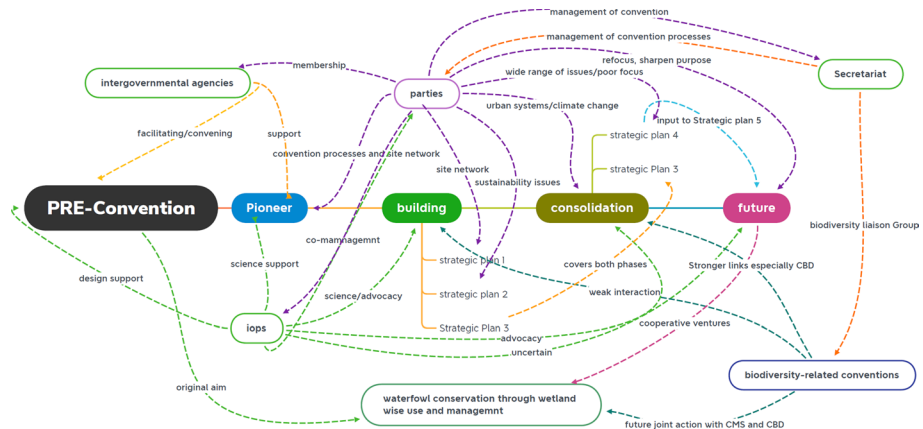 management of convention
management of convention processes
refocus, sharpen purpose
membership
wide range of issues/poor focus
Secretariat
intergovernmental agencies
parties
urban systems/climate change
input to Strategic plan 5
facilitating/convening
support
strategic plan 4
convention processes and site network
site network
strategic Plan 3
sustainability issues
PRE-Convention
Pioneer
building
consolidation
future
biodiversity liaison Group
co-mamnagemnt
strategic plan 1
covers both phases
Stronger links especially CBD
design support
science support
science/advocacy
strategic plan 2
weak interaction
iops
Strategic Plan 3
cooperative ventures
advocacy
uncertain
biodiversity-related conventions
original aim
waterfowl conservation through wetland
wise use and managemnt
future joint action with CMS and CBD